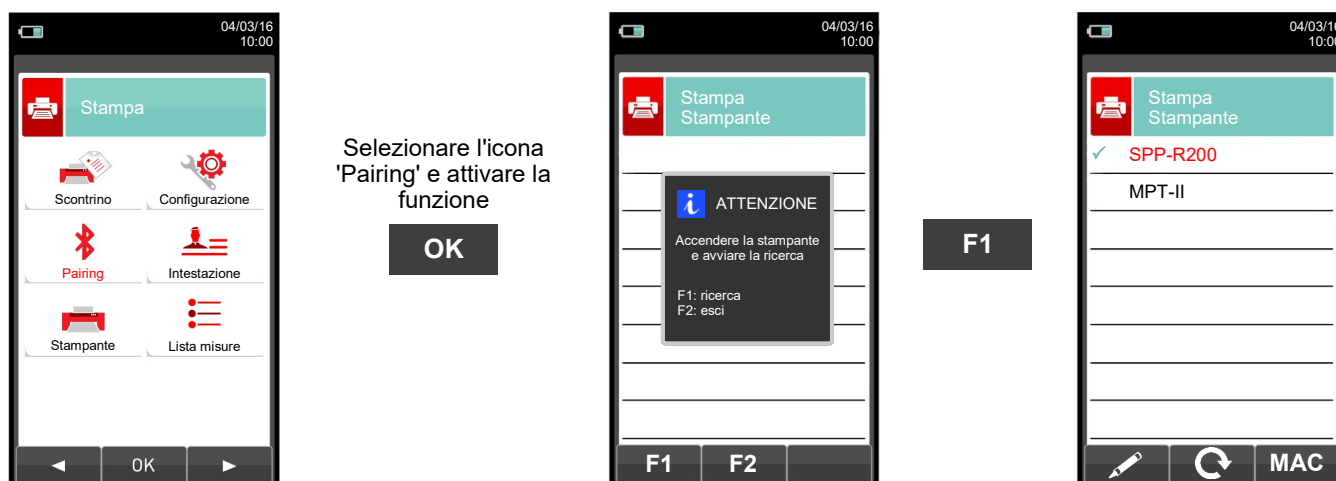 04/03/16
10:00
Stampa
Scontrino
Configurazione
Pairing
Intestazione
Stampante
Lista misure
OK
Selezionare l'icona
'Pairing' e attivare la
funzione
OK
04/03/16
10:00
Stampa
Stampante
ATTENZIONE
Accendere la stampante
e avviare la ricerca
F1: ricerca
F2: esci
F1
F2
F1
04/03/16
10:00
Stampa
Stampante
SPP-R200
MPT-II
MAC